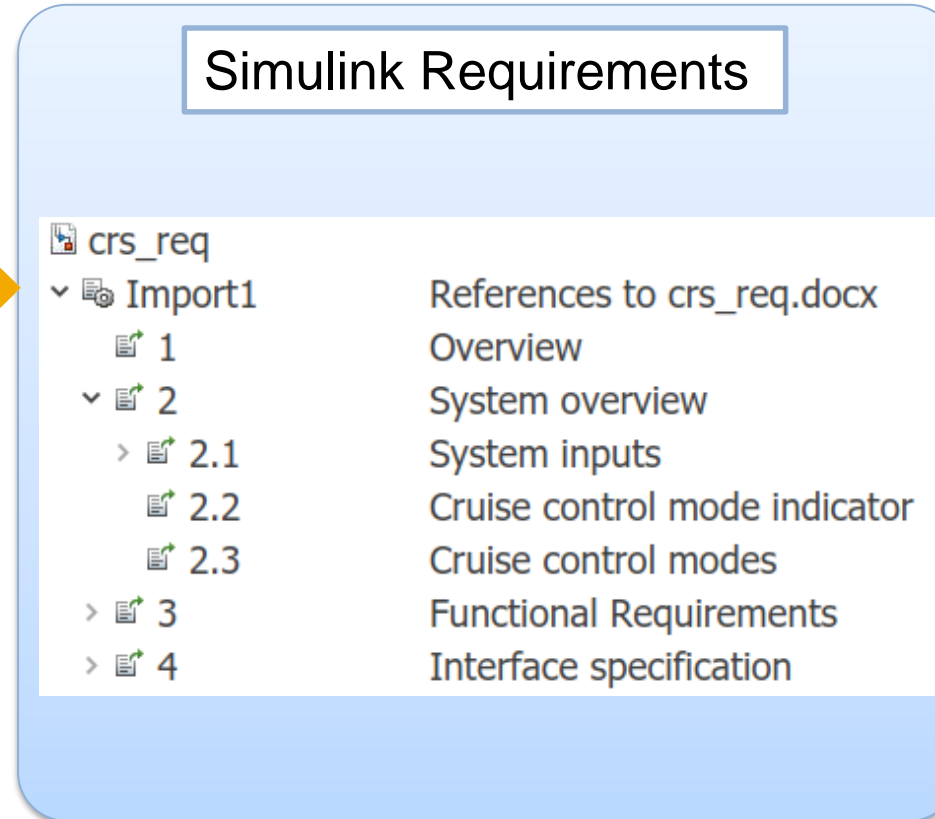 Simulink Requirements
crs_req
Import1 References to crs_req.docx
1 Overview
2 System overview
2.1 System inputs
2.2 Cruise control mode indicator
2.3 Cruise control modes
3 Functional Requirements
4 Interface specification